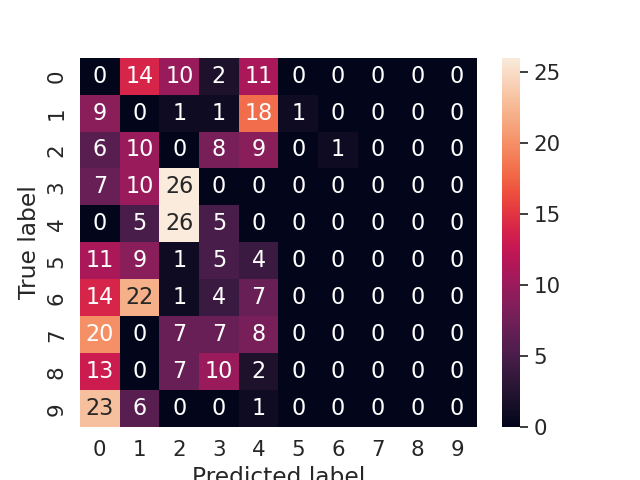 True label
0 0 14 10 2 11 0 0 0 0 0
1 9 0 1 1 18 1 0 0 0 0
2 6 10 0 8 9 0 1 0 0 0
3 7 10 26 0 0 0 0 0 0 0
4 0 5 26 5 0 0 0 0 0 0
5 11 9 1 5 4 0 0 0 0 0
6 14 22 1 4 7 0 0 0 0 0
7 20 0 7 7 8 0 0 0 0 0
8 13 0 7 10 2 0 0 0 0 0
9 23 6 0 0 1 0 0 0 0 0
0 1 2 3 4 5 6 7 8 9
Predicted label
25
20
15
10
5
0